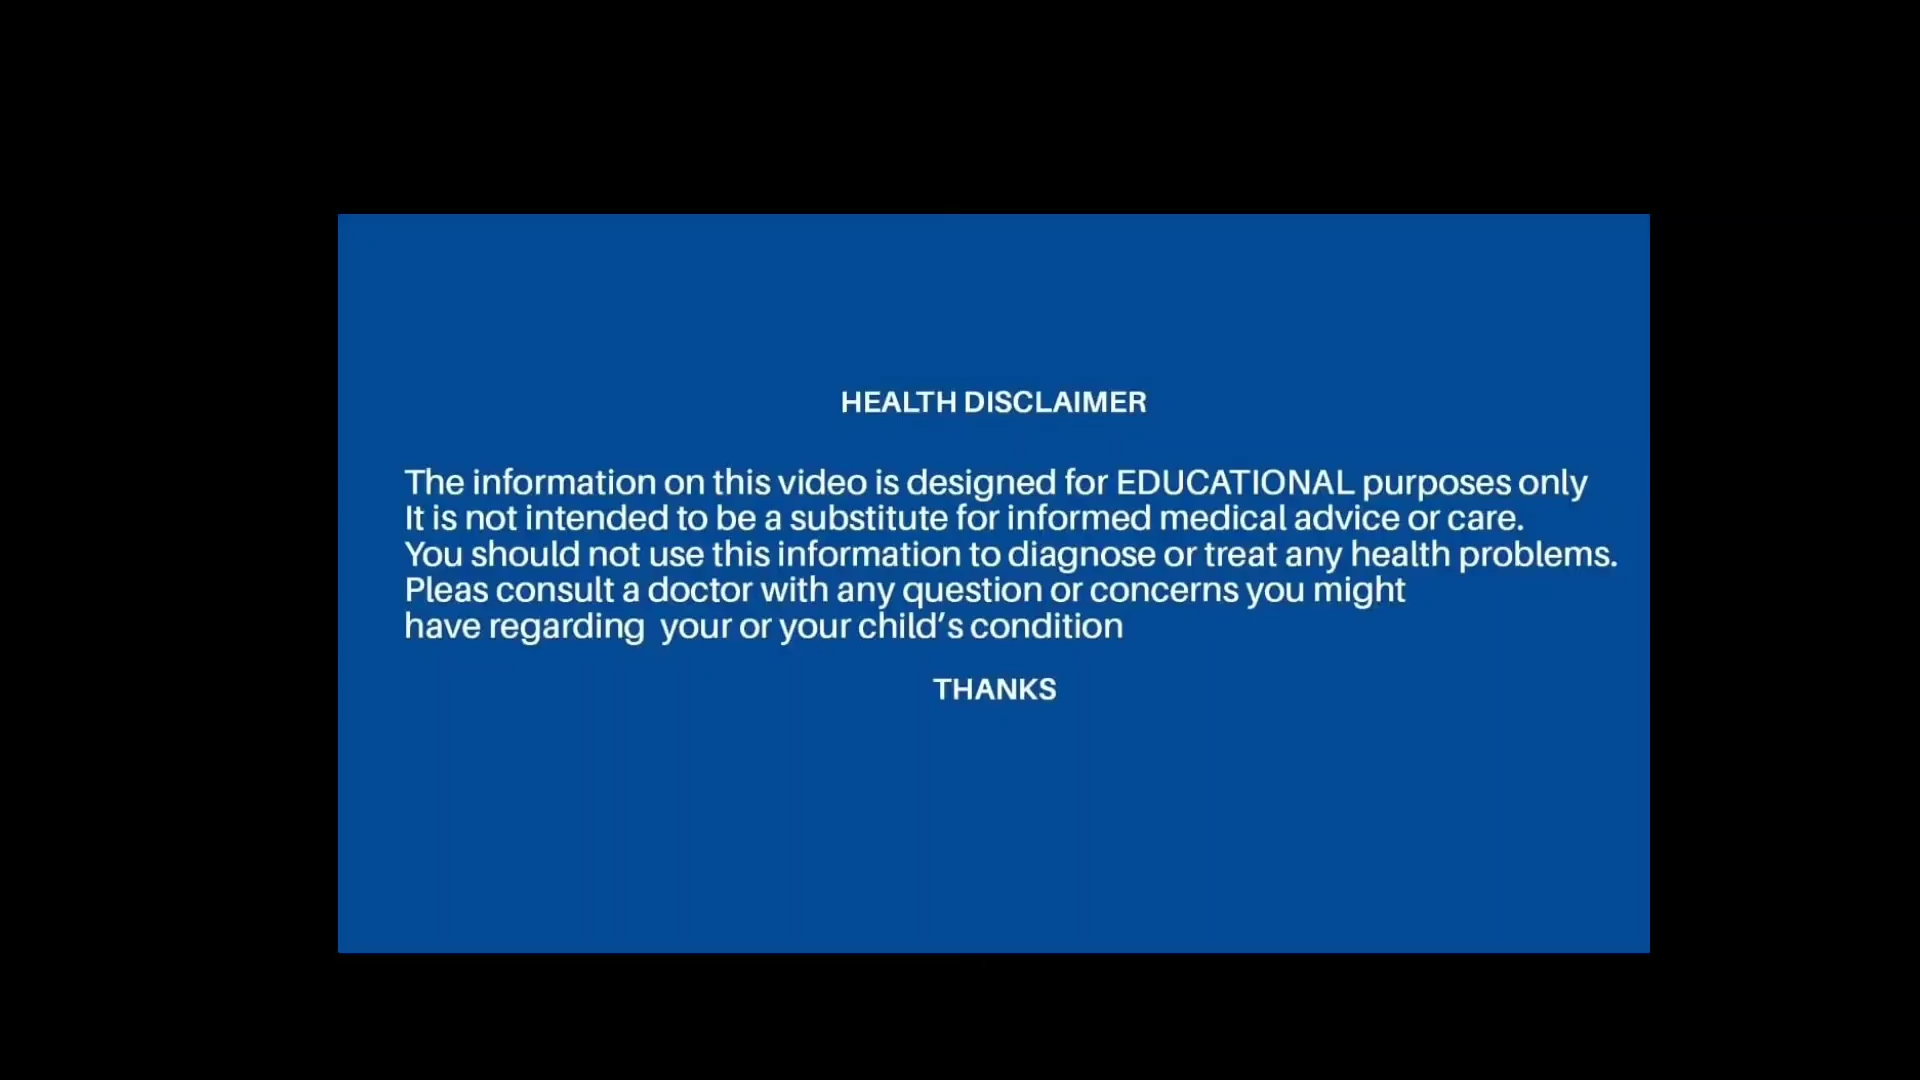 HEALTH DISCLAIMER
The information on this video is designed for EDUCATIONAL purposes only
It is not intended to be a substitute for informed medical advice or care.
You should not use this information to diagnose or treat any health problems.
Pleas consult a doctor with any question or concerns you might
have regarding  your or your child’s condition
THANKS